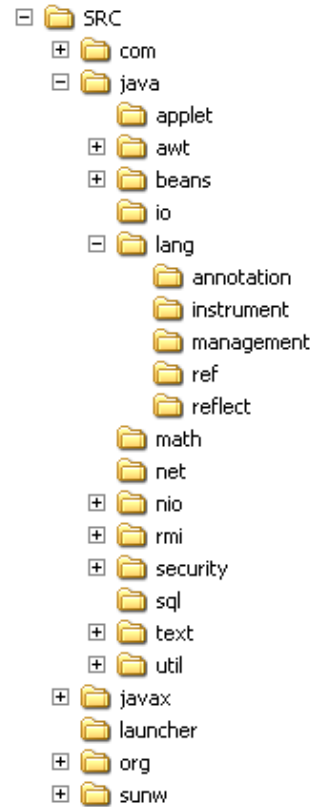 SRC
com
java
applet
awt
beans
io
lang
annotation
instrument
management
ref
reflect
math
net
nio
rmi
security
sql
text
util
javax
launcher
org
sunw